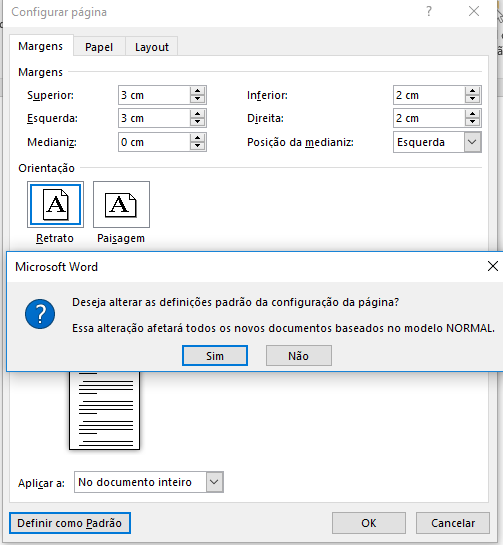 Configurar página
Margens Papel Layout
Margens
Superior: 3 cm Inferior: 2 cm
Esquerda: 3 cm Direita: 2 cm
Medianiz: 0 cm Posição da medianiz: Esquerda
Orientação
A A
Retrato Paisagem
Microsoft Word
Deseja alterar as definições padrão da configuração da página?
Essa alteração afetará todos os novos documentos baseados no modelo NORMAL.
Sim Não
Aplicar a: No documento inteiro
Definir como Padrão OK Cancelar